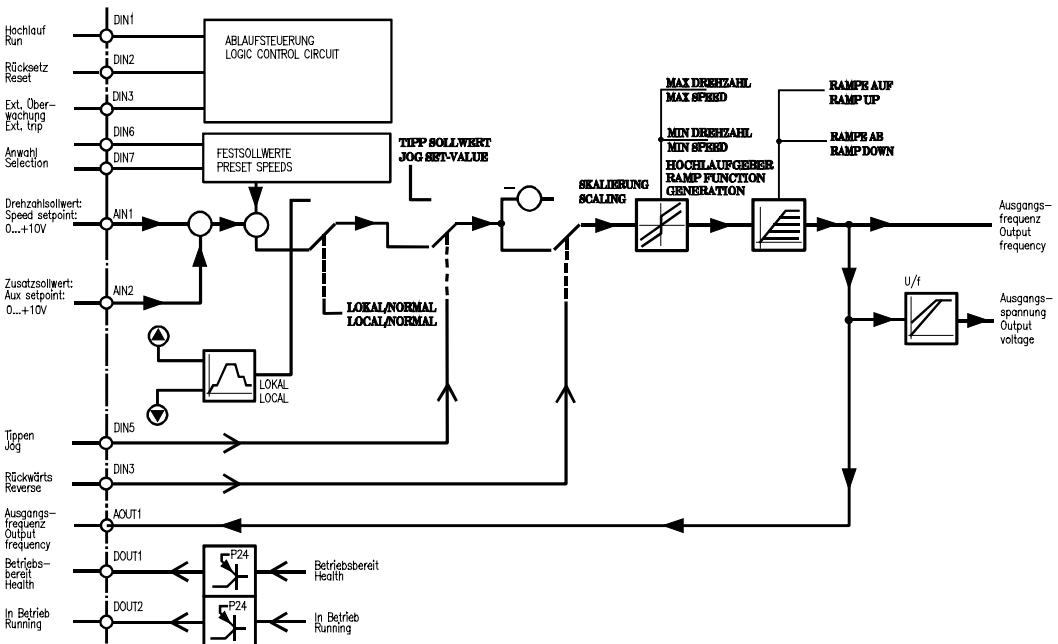 Hochlauf
Run
DIN1
Rücksetz
Reset
DIN2
Ext. Über-
wachung
Ext. trip
DIN3
ABLAUFSTEUERUNG
LOGIC CONTROL CIRCUIT
Anwahl
Selection
DIN6
DIN7
FESTSOLLWERTE
PRESET SPEEDS
TIPP SOLLWERT
JOG SET-VALUE
MAX DREHZAHL
MAX SPEED
MIN DREHZAHL
MIN SPEED
RAMPE AUF
RAMP UP
RAMPE AB
RAMP DOWN
HOCHLAUFGEBER
RAMP FUNCTION
GENERATION
SKALIERUNG
SCALING
Drehzahlsollwert:
Speed setpoint:
0...+10V
AIN1
–
Ausgangs-
frequenz
Output
frequency
Zusatzsollwert:
Aux setpoint:
0...+10V
AIN2
LOKAL/NORMAL
LOCAL/NORMAL
U/f
Ausgangs-
spannung
Output
voltage
LOKAL
LOCAL
Tippen
Jog
DIN5
Rückwärts
Reverse
DIN3
Ausgangs-
frequenz
Output
frequency
AOUT1
Betriebs-
bereit
Health
DOUT1
P24
Betriebsbereit
Health
In Betrieb
Running
DOUT2
P24
In Betrieb
Running